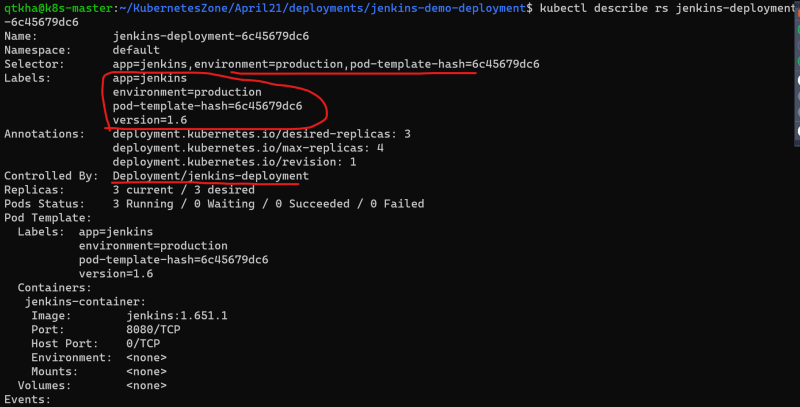 qtkha@k8s-master:~/KubernetesZone/April21/deployments/jenkins-demo-deployment$ kubectl describe rs jenkins-deployment
-6c45679dc6
Name:           jenkins-deployment-6c45679dc6
Namespace:      default
Selector:       app=jenkins,environment=production,pod-template-hash=6c45679dc6
Labels:         app=jenkins
                environment=production
                pod-template-hash=6c45679dc6
                version=1.6
Annotations:    deployment.kubernetes.io/desired-replicas: 3
                deployment.kubernetes.io/max-replicas: 4
                deployment.kubernetes.io/revision: 1
Controlled By:  Deployment/jenkins-deployment
Replicas:       3 current / 3 desired
Pods Status:    3 Running / 0 Waiting / 0 Succeeded / 0 Failed
Pod Template:
  Labels:  app=jenkins
           environment=production
           pod-template-hash=6c45679dc6
           version=1.6
  Containers:
   jenkins-container:
    Image:        jenkins:1.651.1
    Port:         8080/TCP
    Host Port:    0/TCP
    Environment:  <none>
    Mounts:       <none>
  Volumes:        <none>
Events: